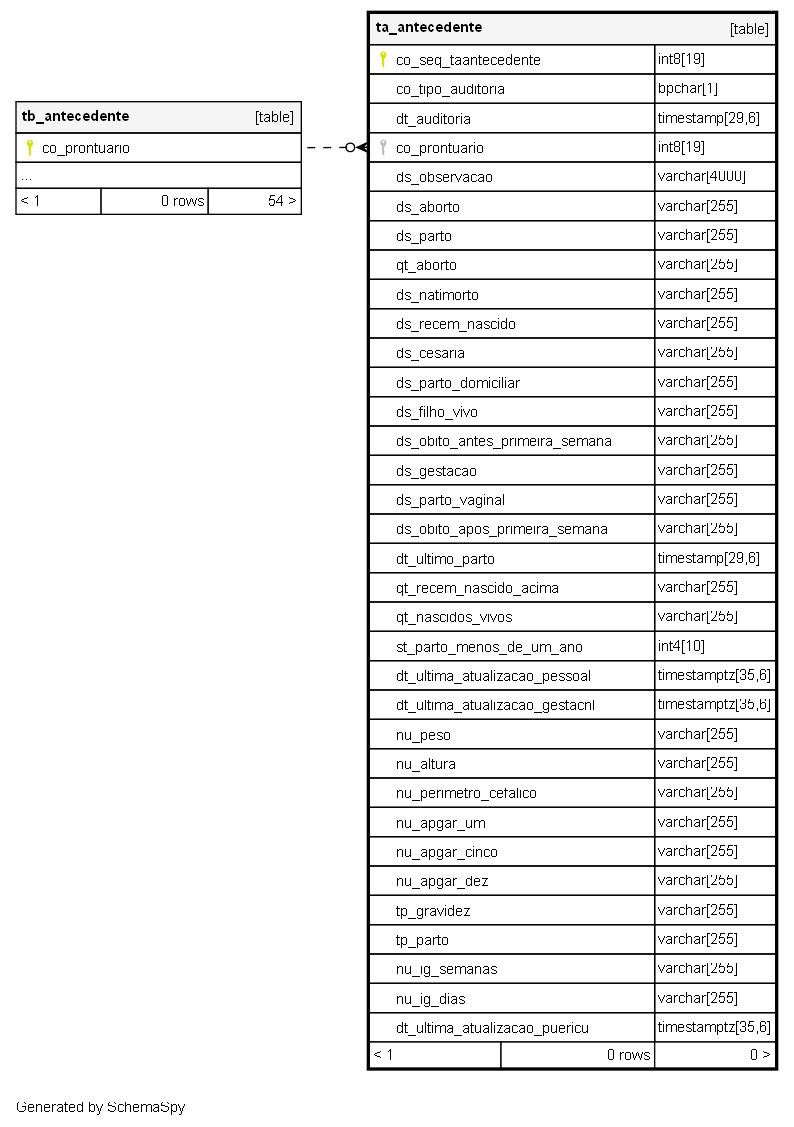 ta_antecedente [table]
co_seq_taantecedente int8[19]
co_tipo_auditoria bpchar[1]
dt_auditoria timestamp[29,6]
co_prontuario int8[19]
ds_observacao varchar[4000]
ds_aborto varchar[255]
ds_parto varchar[255]
qt_aborto varchar[255]
ds_natimorto varchar[255]
ds_recem_nascido varchar[255]
ds_cesaria varchar[255]
ds_parto_domiciliar varchar[255]
ds_filho_vivo varchar[255]
ds_obito_antes_primeira_semana varchar[255]
ds_gestacao varchar[255]
ds_parto_vaginal varchar[255]
ds_obito_apos_primeira_semana varchar[255]
dt_ultimo_parto timestamp[29,6]
qt_recem_nascido_acima varchar[255]
qt_nascidos_vivos varchar[255]
st_parto_menos_de_um_ano int4[10]
dt_ultima_atualizacao_pessoal timestamptz[35,6]
dt_ultima_atualizacao_gestacnl timestamptz[35,6]
nu_peso varchar[255]
nu_altura varchar[255]
nu_perimetro_cefalico varchar[255]
nu_apgar_um varchar[255]
nu_apgar_cinco varchar[255]
nu_apgar_dez varchar[255]
tp_gravidez varchar[255]
tp_parto varchar[255]
nu_ig_semanas varchar[255]
nu_ig_dias varchar[255]
dt_ultima_atualizacao_puericu timestamptz[35,6]
< 1 0 rows 0 >
tb_antecedente [table]
co_prontuario
...
< 1 0 rows 54 >
Generated by SchemaSpy